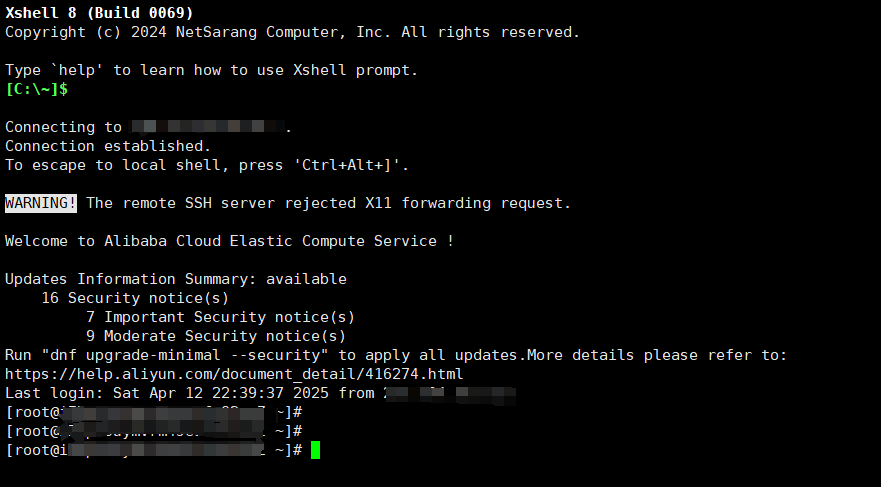 Xshell 8 (Build 0069)
Copyright (c) 2024 NetSarang Computer, Inc. All rights reserved.
Type `help' to learn how to use Xshell prompt.
[C:\~]$
Connecting to .
Connection established.
To escape to local shell, press 'Ctrl+Alt+]'.
WARNING! The remote SSH server rejected X11 forwarding request.
Welcome to Alibaba Cloud Elastic Compute Service !
Updates Information Summary: available
16 Security notice(s)
7 Important Security notice(s)
9 Moderate Security notice(s)
Run "dnf upgrade-minimal --security" to apply all updates.More details please refer to:
https://help.aliyun.com/document_detail/416274.html
Last login: Sat Apr 12 22:39:37 2025 from
[root@ ~]#
[root@ ~]#
[root@ ~]#